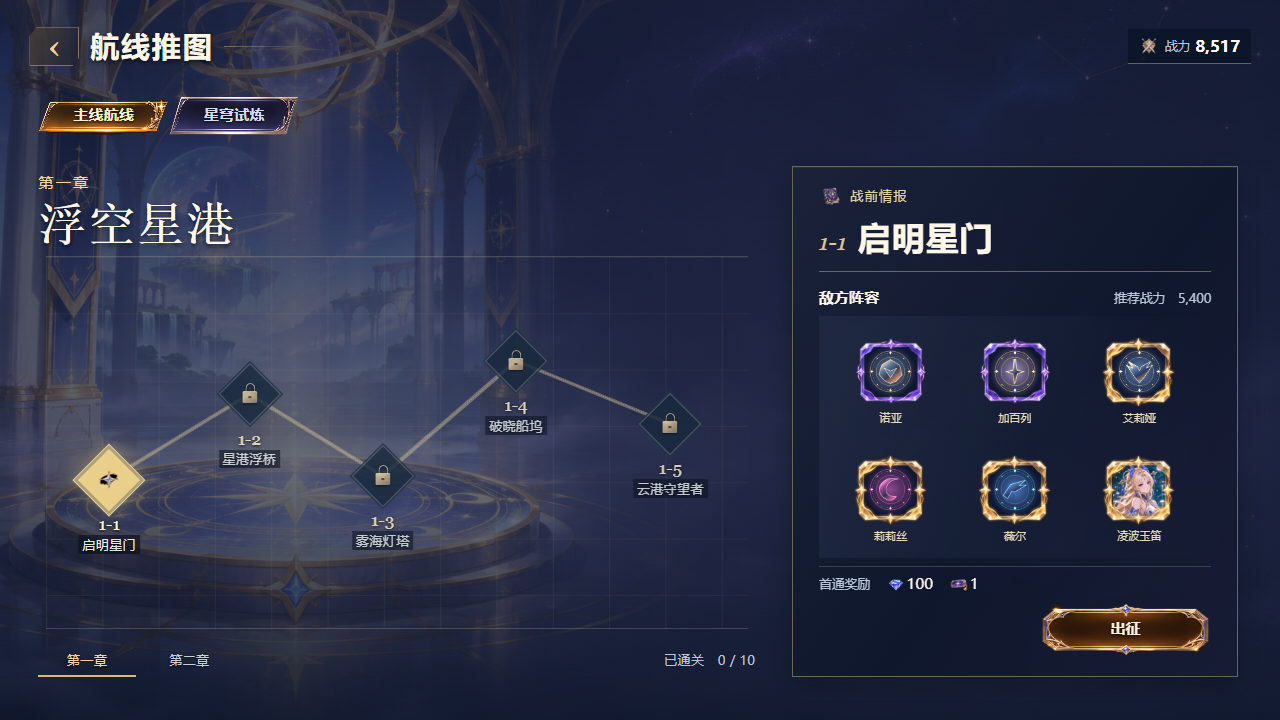 航线推图
战力 8,517
主线航线
星穹试炼
第一章
浮空星港
1-1
启明星门
1-2
星港浮桥
1-3
雾海灯塔
1-4
破晓船坞
1-5
云港守望者
第一章
第二章
已通关 0 / 10
战前情报
1-1 启明星门
敌方阵容
推荐战力 5,400
诺亚
加百列
艾莉娅
莉莉丝
薇尔
凌波玉笛
首通奖励 100 1
出征